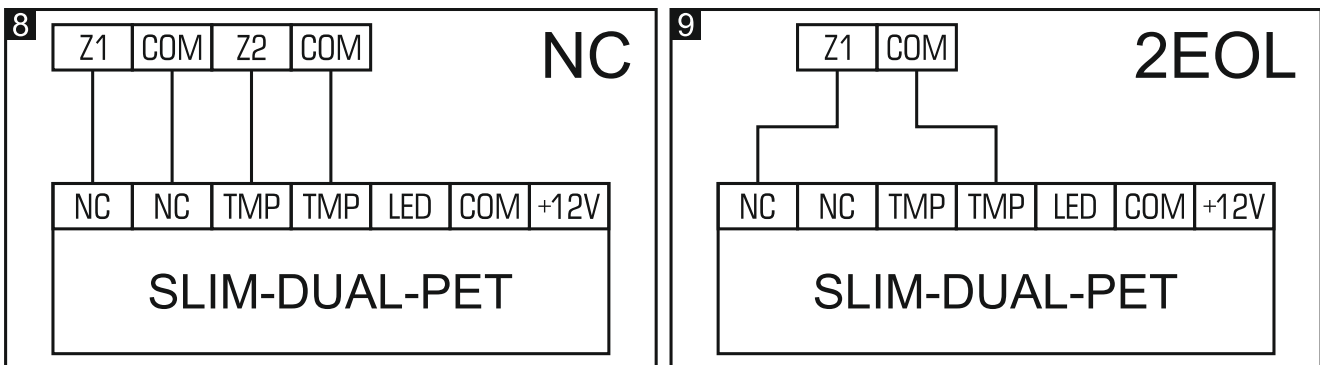 8
Z1 COM Z2 COM
NC
NC NC TMP TMP LED COM +12V
SLIM-DUAL-PET
9
Z1 COM
2EOL
NC NC TMP TMP LED COM +12V
SLIM-DUAL-PET